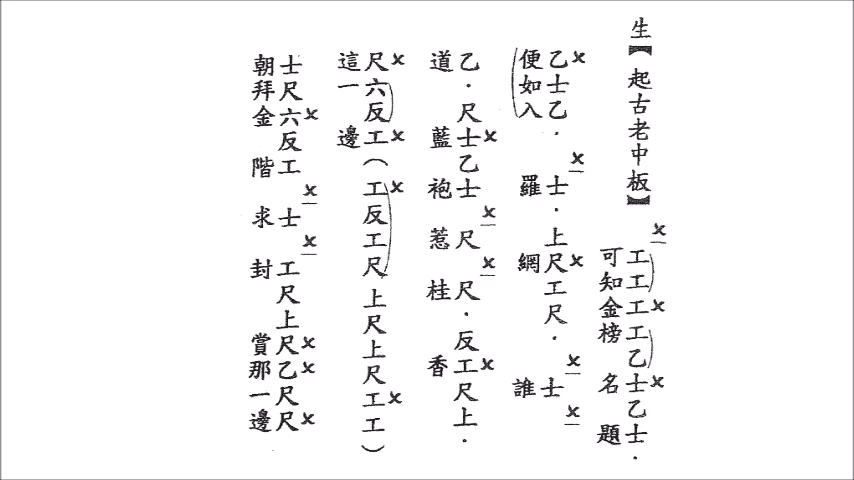 生【起古老中板】
工工工工乙士乙士．
可知金榜名題
乙士乙．士．上尺工尺．士
便如入羅網誰
乙．尺士乙士尺尺．反工尺上．
道藍袍惹桂香
尺六反工（工反工尺上尺上尺工工）
這一邊
士尺六反工士工尺上尺乙尺尺
朝拜金階求封賞那一邊